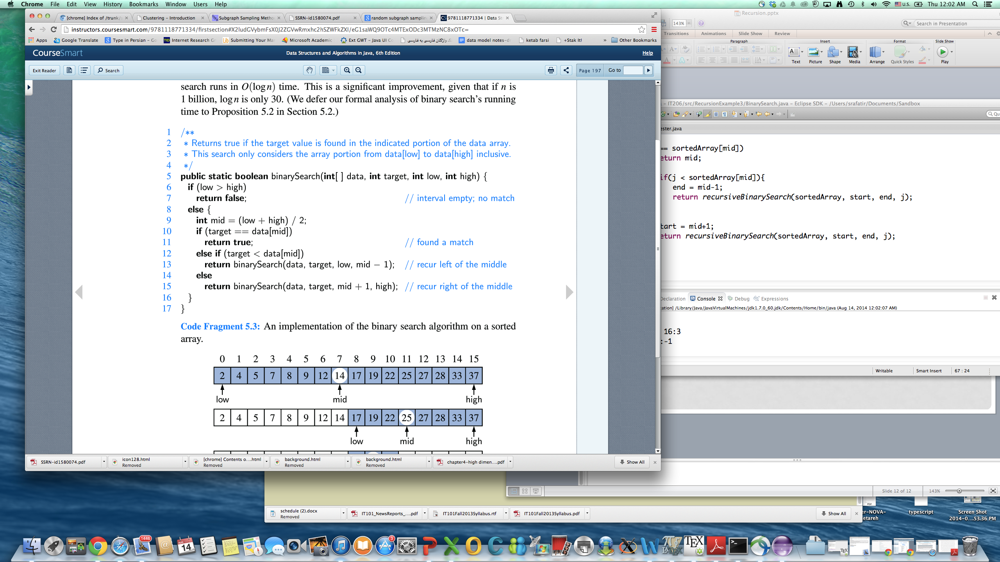 Chrome File Edit View History Bookmarks Window Users Help
U.S. Thu 12:02 AM
[chrome] Index of /trunk/s
Clustering – Introduction
Subgraph Sampling Metho
SSRN-id1580074.pdf
random subgraph samplin
9781118771334 | Data St
instructors.coursesmart.com/9781118771334/firstsection#X2ludGVybmFsX0J2ZGVwRmxhc2hSZWFkZXI/eG1saWQ9OTc4MTExODc3MTMzNC8xOTc=
Apps Google Translate Type in Persian – Go Internet Research G Submitting Your Ma Microsoft Academic Ext GWT – Java UI Co data model notes-d ketab farsi +Stak It! » Other Bookmarks
CourseSmart
Data Structures and Algorithms in Java, 6th Edition
Help
Exit Reader
Search
Page 197
Go to
search runs in O(log n) time. This is a significant improvement, given that if n is
1 billion, log n is only 30. (We defer our formal analysis of binary search's running
time to Proposition 5.2 in Section 5.2.)
1 /**
2 * Returns true if the target value is found in the indicated portion of the data array.
3 * This search only considers the array portion from data[low] to data[high] inclusive.
4 */
5 public static boolean binarySearch(int[ ] data, int target, int low, int high) {
6 if (low > high)
7 return false; // interval empty; no match
8 else {
9 int mid = (low + high) / 2;
10 if (target == data[mid])
11 return true; // found a match
12 else if (target < data[mid])
13 return binarySearch(data, target, low, mid − 1); // recur left of the middle
14 else
15 return binarySearch(data, target, mid + 1, high); // recur right of the middle
16 }
17 }
Code Fragment 5.3: An implementation of the binary search algorithm on a sorted
array.
0 1 2 3 4 5 6 7 8 9 10 11 12 13 14 15
2 4 5 7 8 9 12 14 17 19 22 25 27 28 33 37
low mid high
2 4 5 7 8 9 12 14 17 19 22 25 27 28 33 37
low mid high
SSRN-id1580074.pdf
icon128.html
Removed
[chrome] Contents o....html
Removed
background.html
Removed
background.html
Removed
chapter4-high dimen....pdf
Show All
Recursion.pptx
143%
Search in Presentation
Transitions Animations Slide Show Review
Paragraph Insert Format Slide Show
Text Picture Shape Media Arrange Quick Styles Play
– IT206/src/RecursionExample3/BinarySearch.java – Eclipse SDK – /Users/srafatir/Documents/Sandbox
Qu
ester.java
== sortedArray[mid])
eturn mid;
if(j < sortedArray[mid]){
end = mid-1;
return recursiveBinarySearch(sortedArray, start, end, j);
tart = mid+1;
eturn recursiveBinarySearch(sortedArray, start, end, j);
Declaration Console Debug Expressions
ation] /Library/Java/JavaVirtualMachines/jdk1.7.0_60.jdk/Contents/Home/bin/java (Aug 14, 2014 12:02:07 AM)
16:3
:-1
Writable Smart Insert 67 : 24
Slide 12 of 12 143%
schedule (2).docx
Removed
IT101_NewsReports_....pdf
IT101Fall2013Syllabus.rtf
IT101Fall2013Syllabus.pdf
Show All
PDF
er-NOVA-
etareh
typescript
Screen Shot
2014-0....53.36 PM
1446
AUG
14
3
TEX